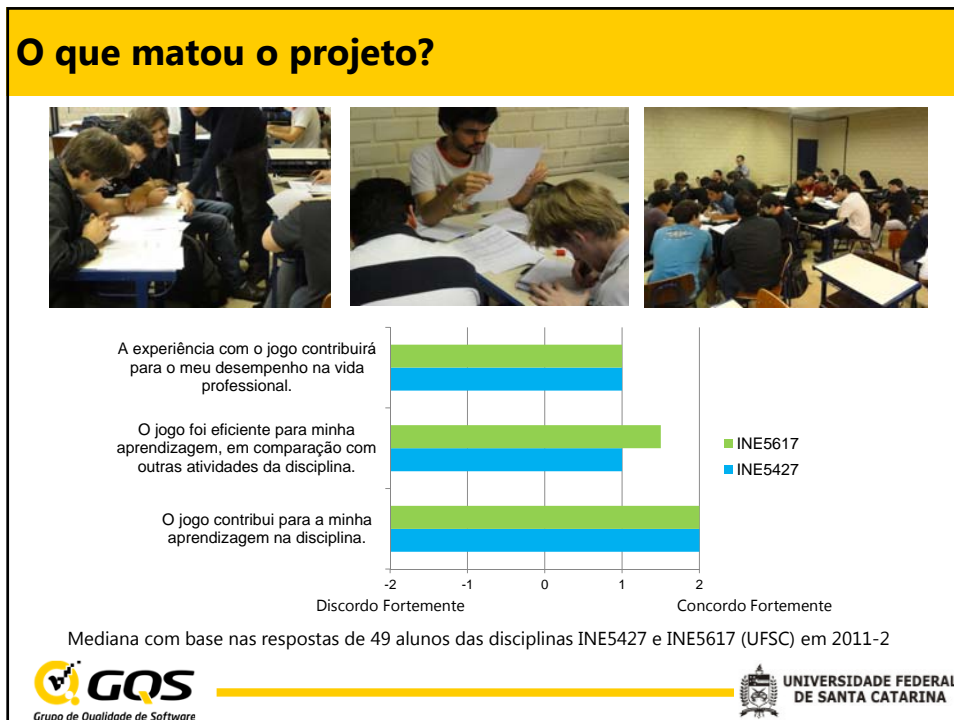 O que matou o projeto?
A experiência com o jogo contribuirá
para o meu desempenho na vida
professional.
O jogo foi eficiente para minha
aprendizagem, em comparação com
outras atividades da disciplina.
O jogo contribui para a minha
aprendizagem na disciplina.
INE5617
INE5427
-2 -1 0 1 2
Discordo Fortemente Concordo Fortemente
Mediana com base nas respostas de 49 alunos das disciplinas INE5427 e INE5617 (UFSC) em 2011-2
GQS
Grupo de Qualidade de Software
UNIVERSIDADE FEDERAL
DE SANTA CATARINA